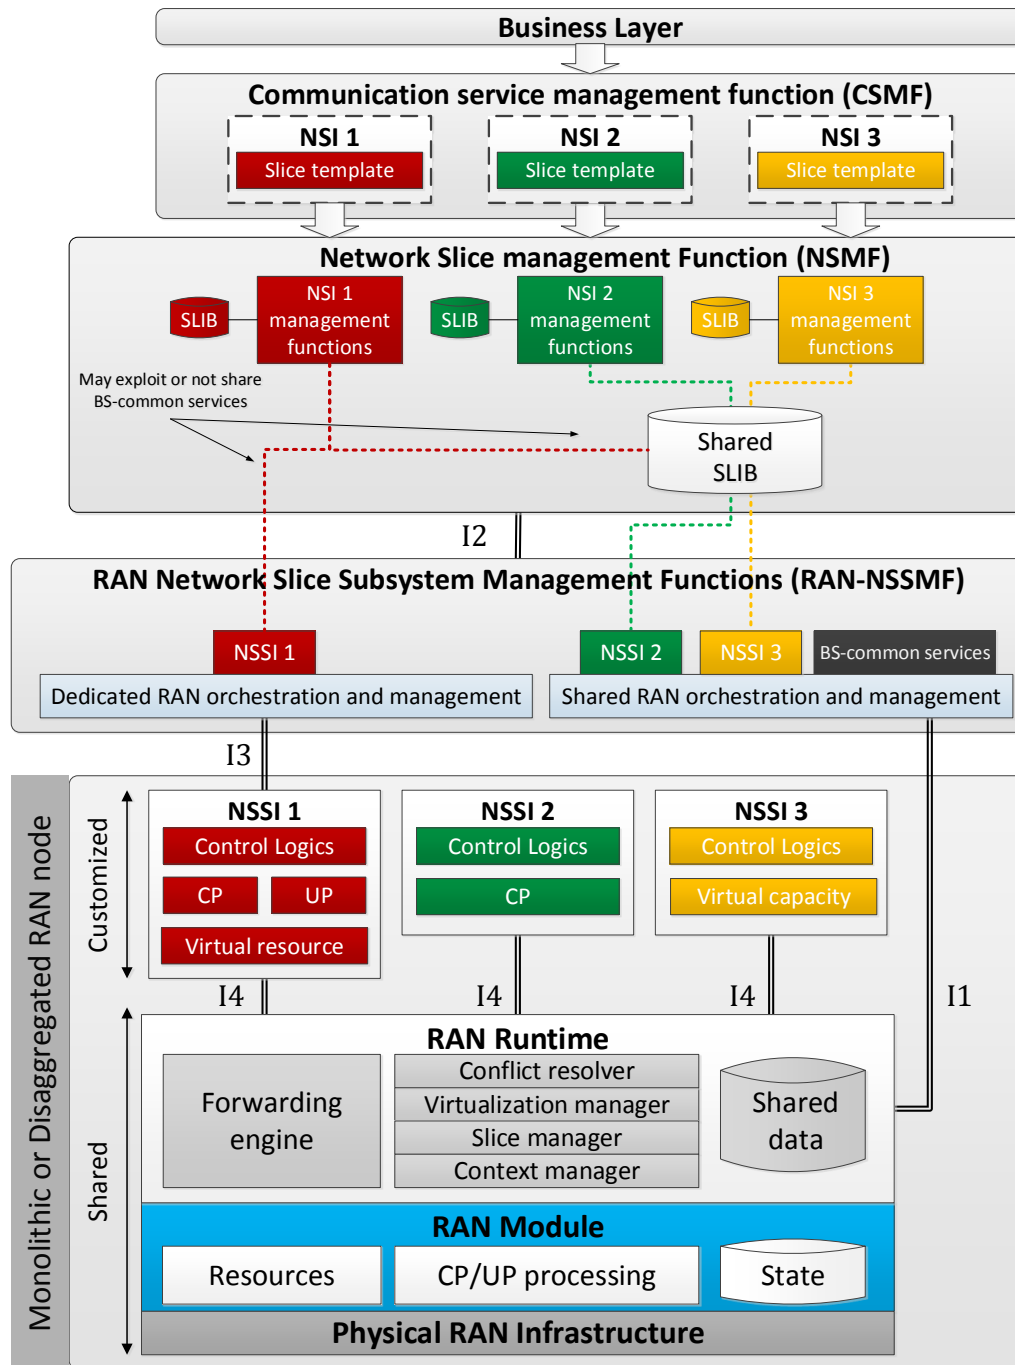 Business Layer
Communication service management function (CSMF)
NSI 1
Slice template
NSI 2
Slice template
NSI 3
Slice template
Network Slice management Function (NSMF)
SLIB
NSI 1
management
functions
SLIB
NSI 2
management
functions
SLIB
NSI 3
management
functions
May exploit or not share
BS-common services
Shared
SLIB
I2
RAN Network Slice Subsystem Management Functions (RAN-NSSMF)
NSSI 1
Dedicated RAN orchestration and management
NSSI 2
NSSI 3
BS-common services
Shared RAN orchestration and management
I3
I1
Monolithic or Disaggregated RAN node
Customized
NSSI 1
Control Logics
CP
UP
Virtual resource
NSSI 2
Control Logics
CP
NSSI 3
Control Logics
Virtual capacity
I4
I4
I4
Shared
RAN Runtime
Forwarding
engine
Conflict resolver
Virtualization manager
Slice manager
Context manager
Shared
data
RAN Module
Resources
CP/UP processing
State
Physical RAN Infrastructure